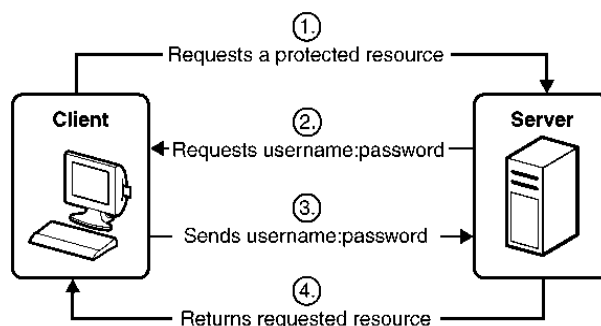 1.
Requests a protected resource
Client
Server
2.
Requests username:password
3.
Sends username:password
4.
Returns requested resource